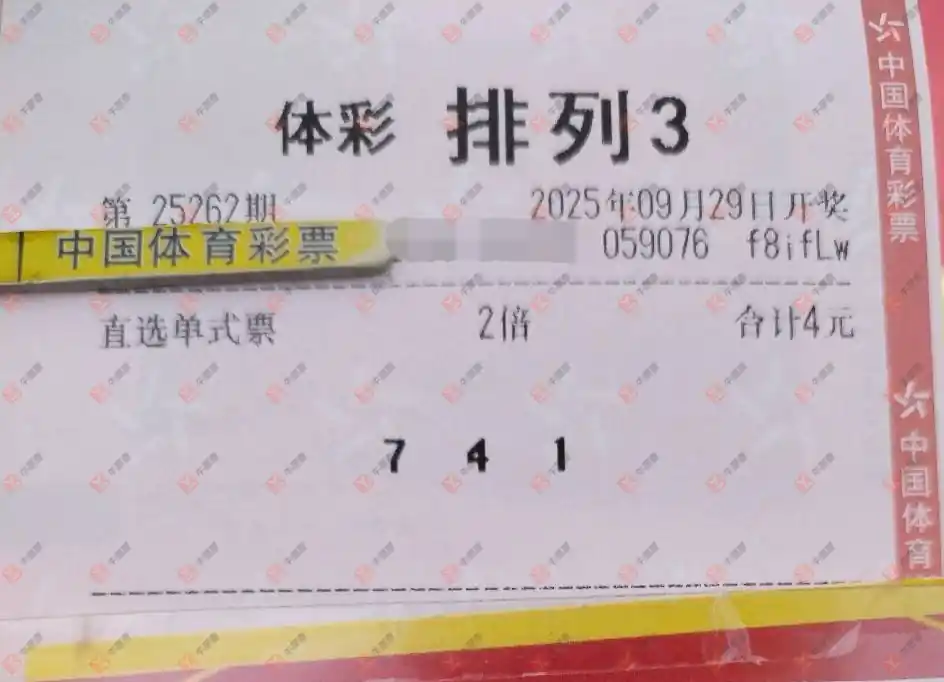 体彩 排列3
第 25262期 2025年09月29日开奖
中国体育彩票 059076 f8ifLw
直选单式票 2倍 合计4元
7 4 1
中国体育彩票
中国体育